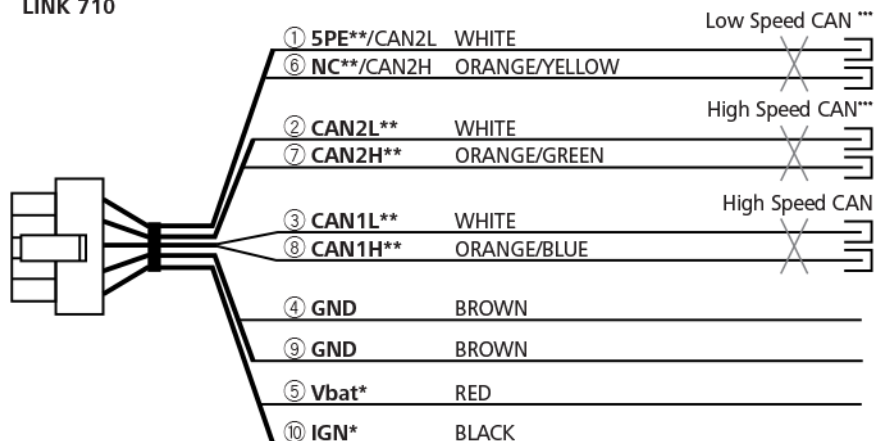 LINK 710
Low Speed CAN ***
① 5PE**/CAN2L WHITE
⑥ NC**/CAN2H ORANGE/YELLOW
High Speed CAN***
② CAN2L** WHITE
⑦ CAN2H** ORANGE/GREEN
High Speed CAN
③ CAN1L** WHITE
⑧ CAN1H** ORANGE/BLUE
④ GND BROWN
⑨ GND BROWN
⑤ Vbat* RED
⑩ IGN* BLACK